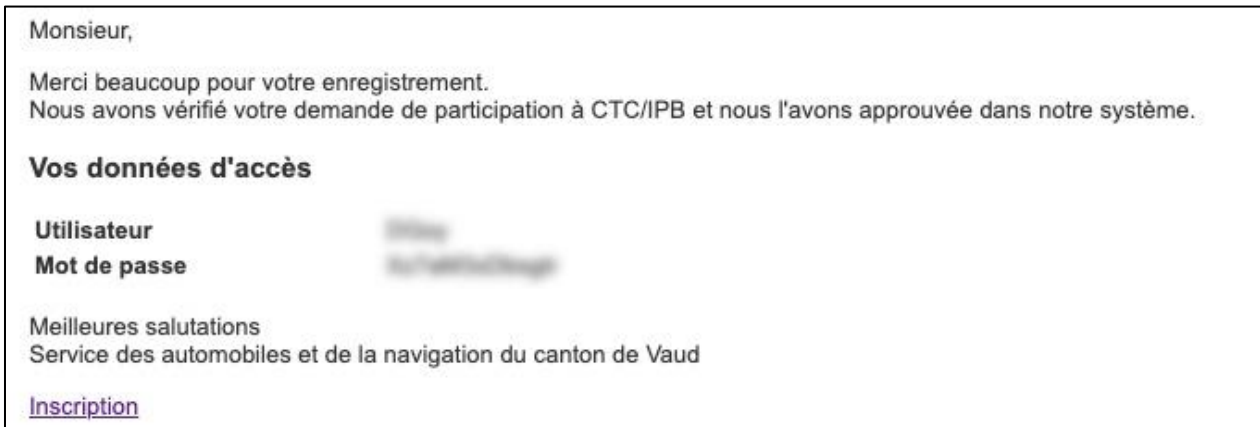 Monsieur,
Merci beaucoup pour votre enregistrement.
Nous avons vérifié votre demande de participation à CTC/IPB et nous l'avons approuvée dans notre système.
Vos données d'accès
Utilisateur
Mot de passe
Meilleures salutations
Service des automobiles et de la navigation du canton de Vaud
Inscription